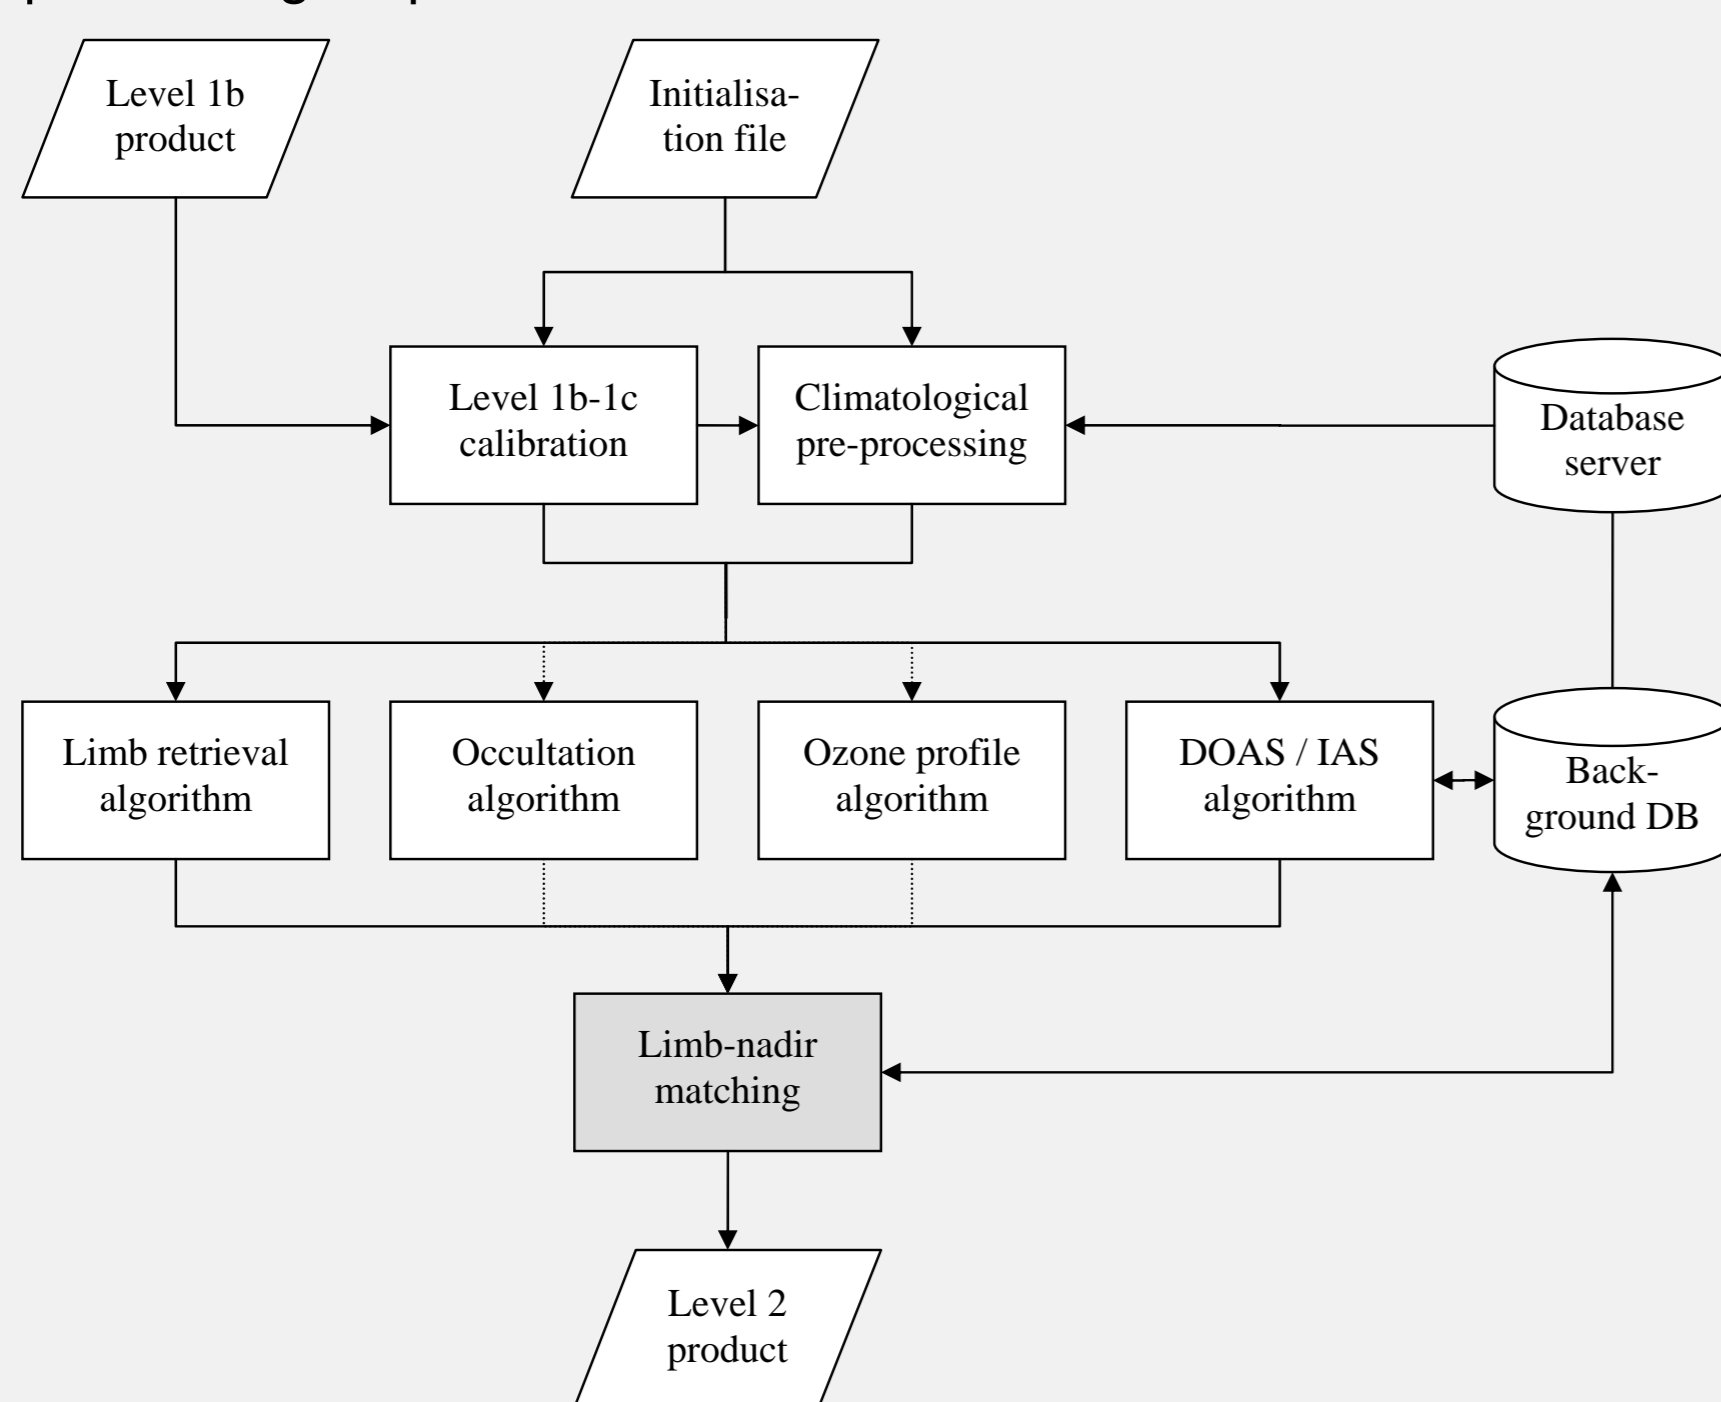 Level 1b
product
Initialisa-
tion file
Level 1b-1c
calibration
Climatological
pre-processing
Database
server
Limb retrieval
algorithm
Occultation
algorithm
Ozone profile
algorithm
DOAS / IAS
algorithm
Back-
ground DB
Limb-nadir
matching
Level 2
product